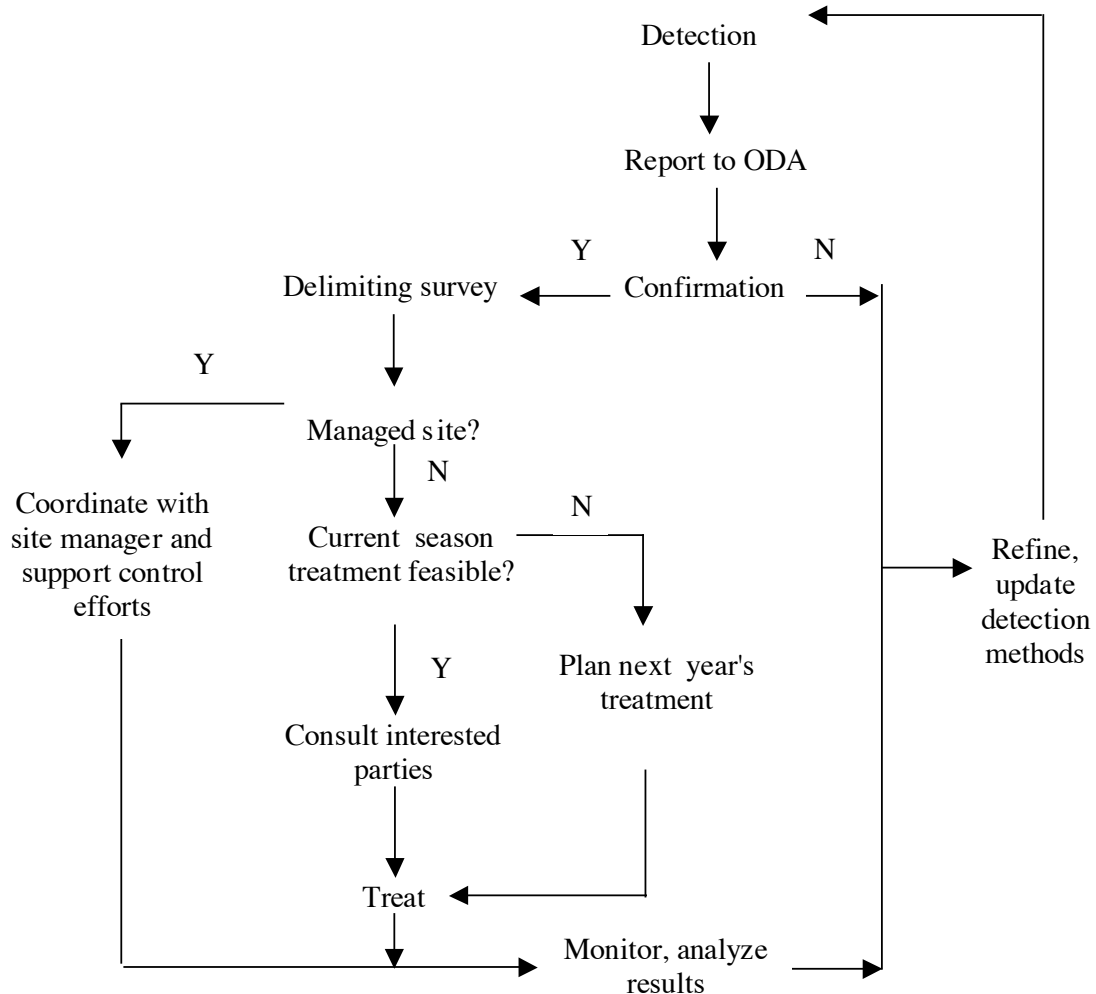 Detection
Report to ODA
Y
N
Delimiting survey
Confirmation
Y
Managed site?
N
Coordinate with
site manager and
support control
efforts
Current season
treatment feasible?
N
Refine,
update
detection
methods
Y
Plan next year's
treatment
Consult interested
parties
Treat
Monitor, analyze
results